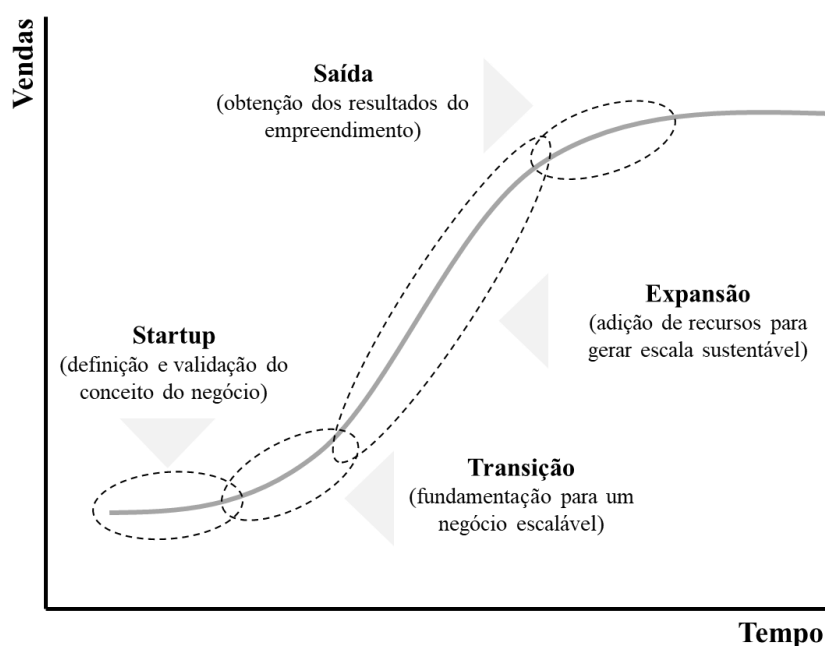 Vendas
Saída
(obtenção dos resultados do
empreendimento)
Expansão
(adição de recursos para
gerar escala sustentável)
Startup
(definição e validação do
conceito do negócio)
Transição
(fundamentação para um
negócio escalável)
Tempo